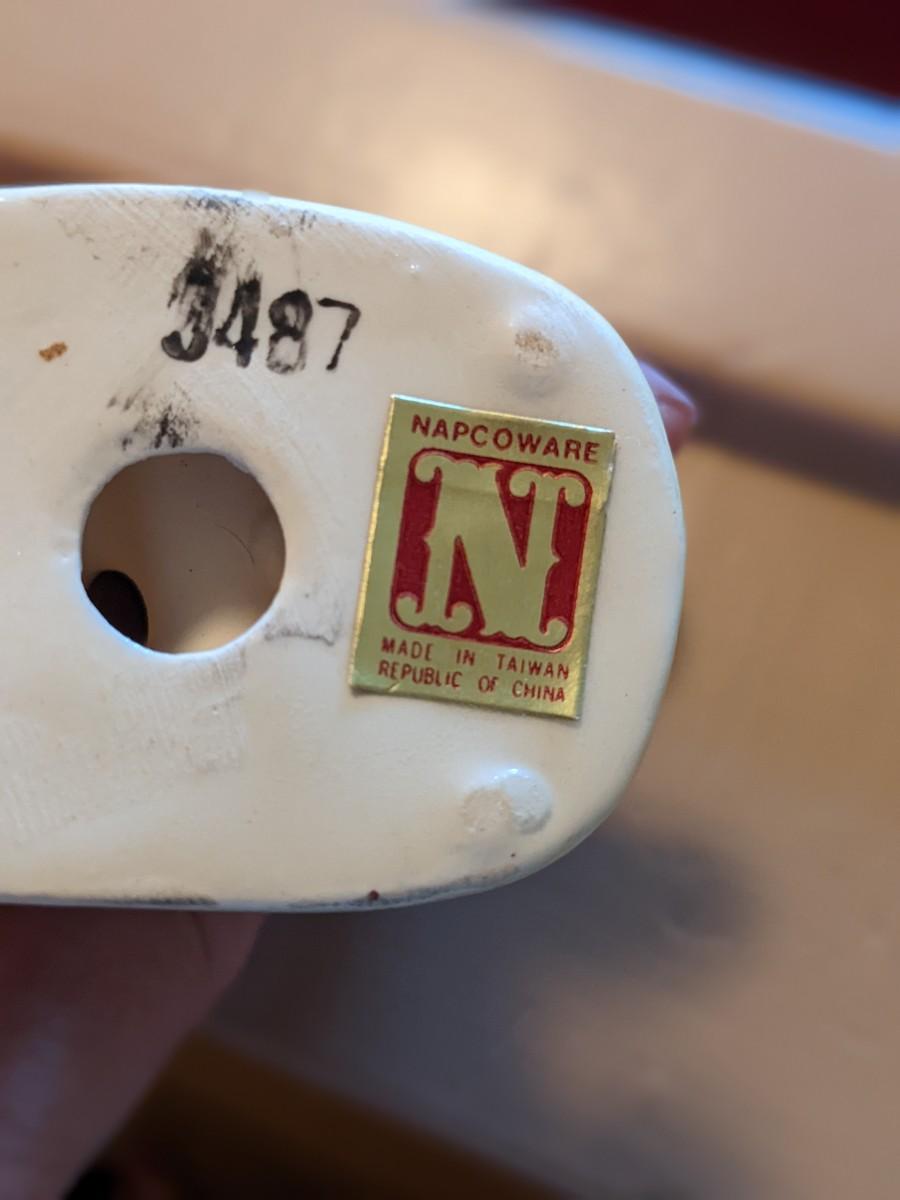 3487
NAPCOWARE
N
MADE IN TAIWAN
REPUBLIC OF CHINA